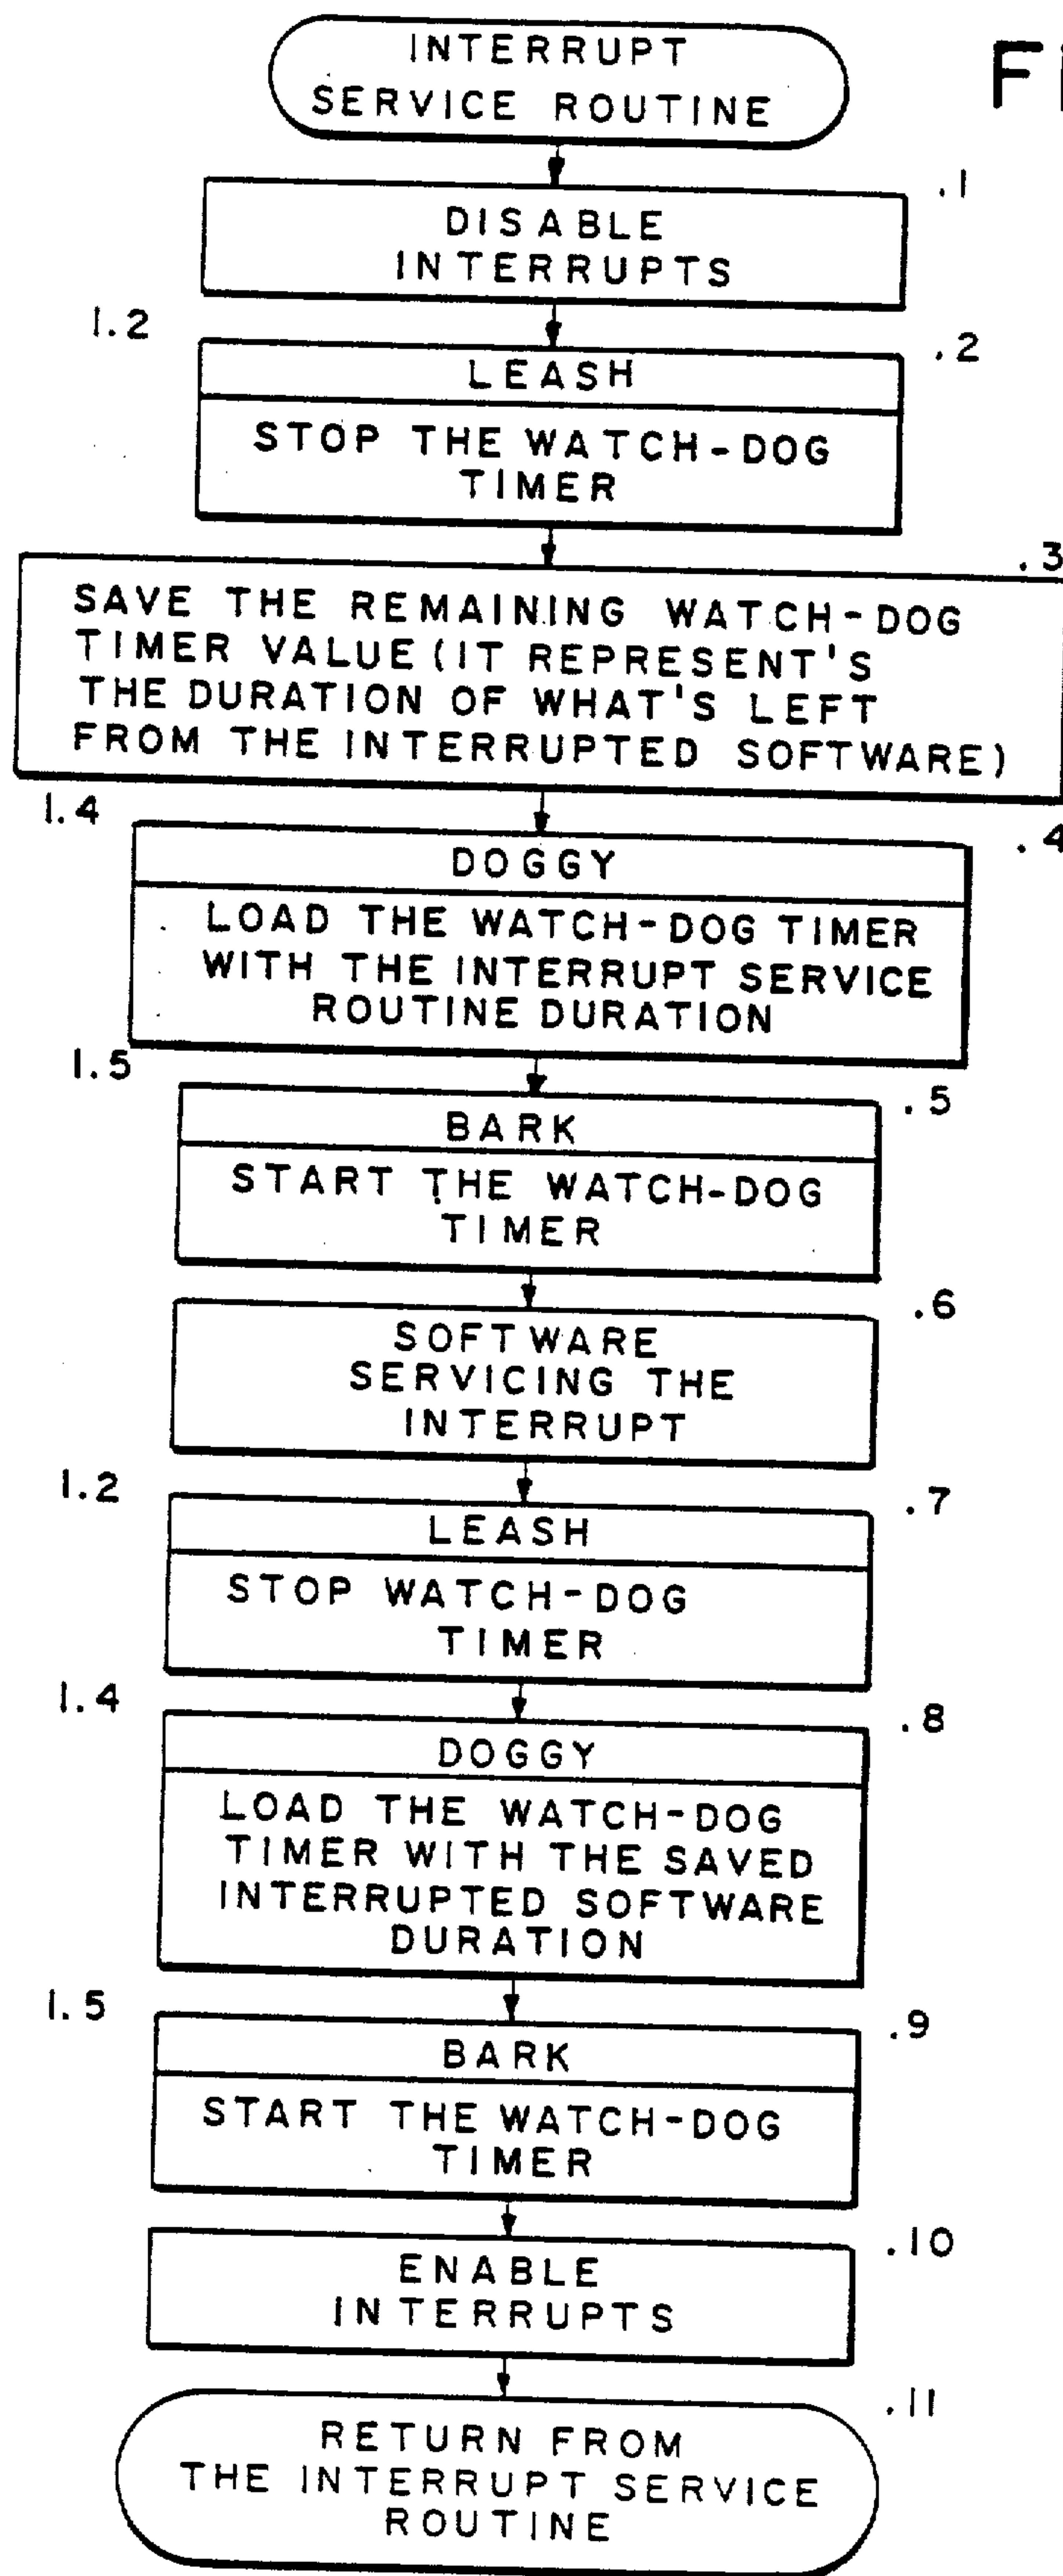 INTERRUPT
SERVICE ROUTINE
.1
DISABLE
INTERRUPTS
1.2
.2
LEASH
STOP THE WATCH-DOG
TIMER
.3
SAVE THE REMAINING WATCH-DOG
TIMER VALUE (IT REPRESENT'S
THE DURATION OF WHAT'S LEFT
FROM THE INTERRUPTED SOFTWARE)
1.4
.4
DOGGY
LOAD THE WATCH-DOG TIMER
WITH THE INTERRUPT SERVICE
ROUTINE DURATION
1.5
.5
BARK
START THE WATCH-DOG
TIMER
.6
SOFTWARE
SERVICING THE
INTERRUPT
1.2
.7
LEASH
STOP WATCH-DOG
TIMER
1.4
.8
DOGGY
LOAD THE WATCH-DOG
TIMER WITH THE SAVED
INTERRUPTED SOFTWARE
DURATION
1.5
.9
BARK
START THE WATCH-DOG
TIMER
.10
ENABLE
INTERRUPTS
.11
RETURN FROM
THE INTERRUPT SERVICE
ROUTINE